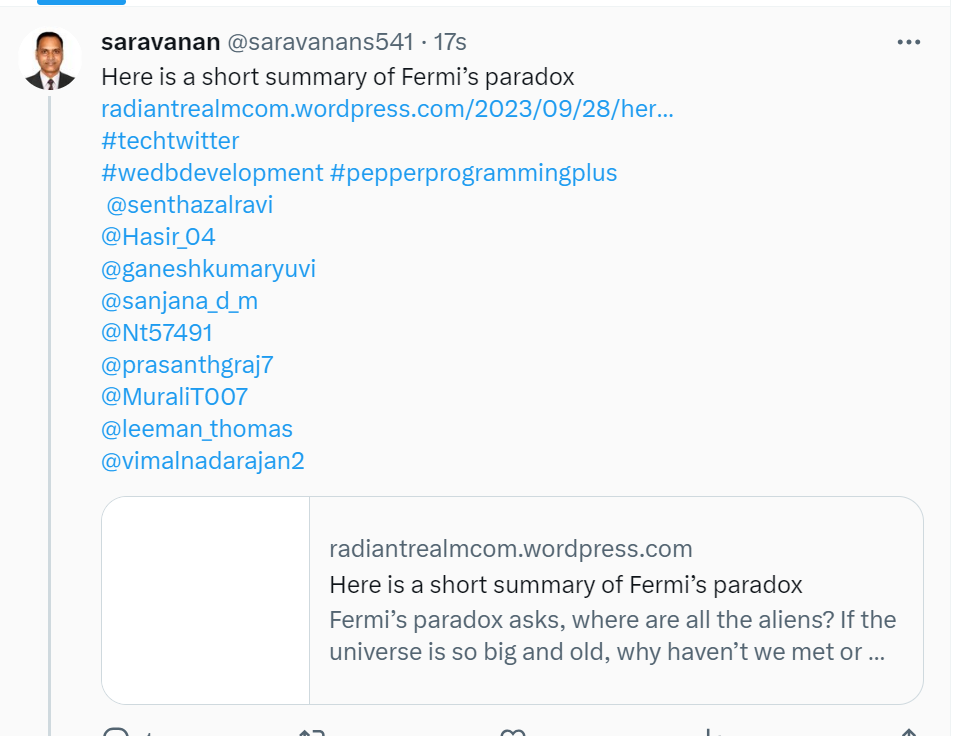 saravanan @saravanans541 · 17s
Here is a short summary of Fermi’s paradox
radiantrealmcom.wordpress.com/2023/09/28/her...
#techtwitter
#wedbdevelopment #pepperprogrammingplus
@senthazalravi
@Hasir_04
@ganeshkumaryuvi
@sanjana_d_m
@Nt57491
@prasanthgraj7
@MuraliT007
@leeman_thomas
@vimalnadarajan2
radiantrealmcom.wordpress.com
Here is a short summary of Fermi’s paradox
Fermi’s paradox asks, where are all the aliens? If the
universe is so big and old, why haven’t we met or ...